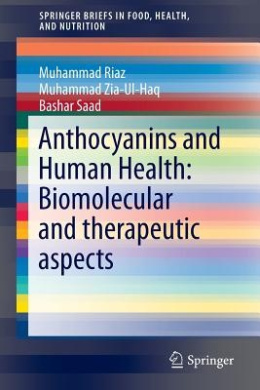 SPRINGER BRIEFS IN FOOD, HEALTH,
AND NUTRITION
Muhammad Riaz
Muhammad Zia-Ul-Haq
Bashar Saad
Anthocyanins and
Human Health:
Biomolecular
and therapeutic
aspects
Springer